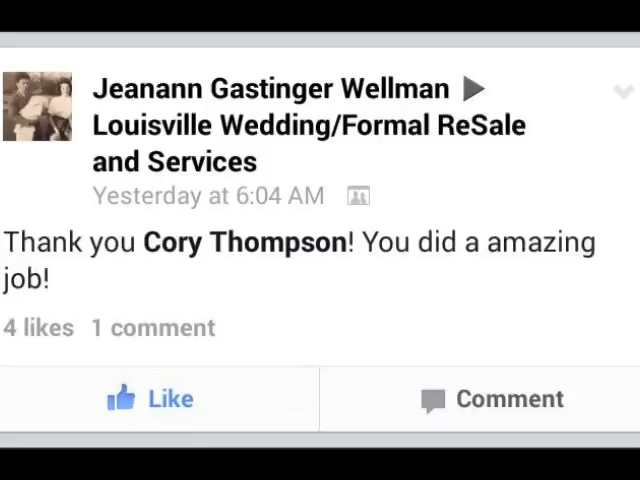 Jeanann Gastinger Wellman ▶
Louisville Wedding/Formal ReSale
and Services
Yesterday at 6:04 AM
Thank you Cory Thompson! You did a amazing
job!
4 likes 1 comment
Like
Comment